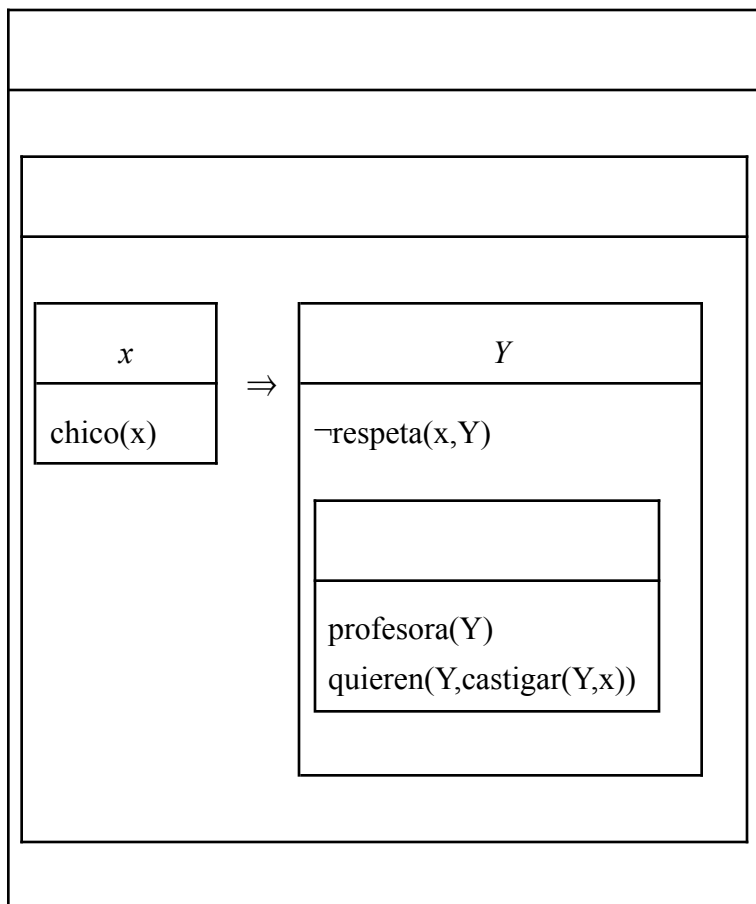 x
Y
⇒
chico(x)
¬respeta(x,Y)
profesora(Y)
quieren(Y,castigar(Y,x))